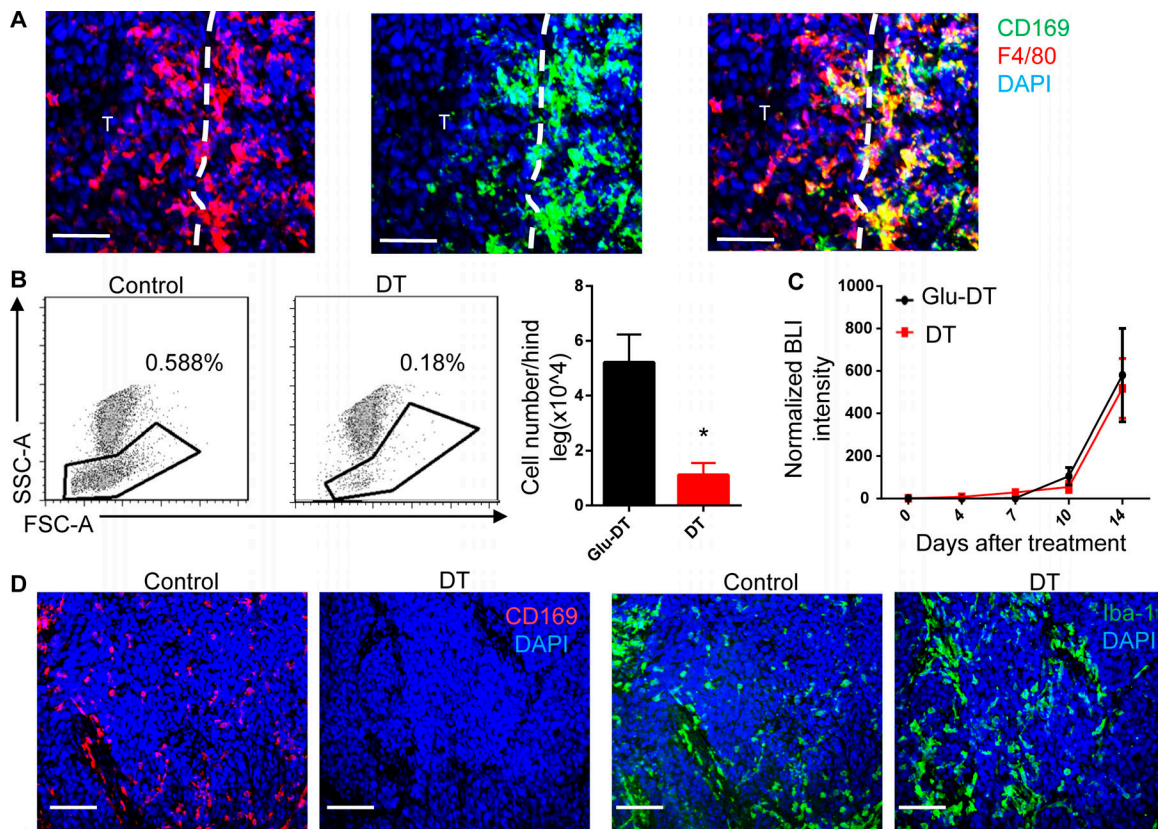 A
T
T
T
CD169
F4/80
DAPI
B
Control
DT
0.588%
0.18%
SSC-A
FSC-A
Cell number/hind
leg(x10^4)
8
6
4
2
0
*
Glu-DT
DT
C
Normalized BLI
intensity
1000
800
600
400
200
0
Glu-DT
DT
0
4
7
10
14
Days after treatment
D
Control
DT
CD169
DAPI
Control
DT
Iba-1
DAPI